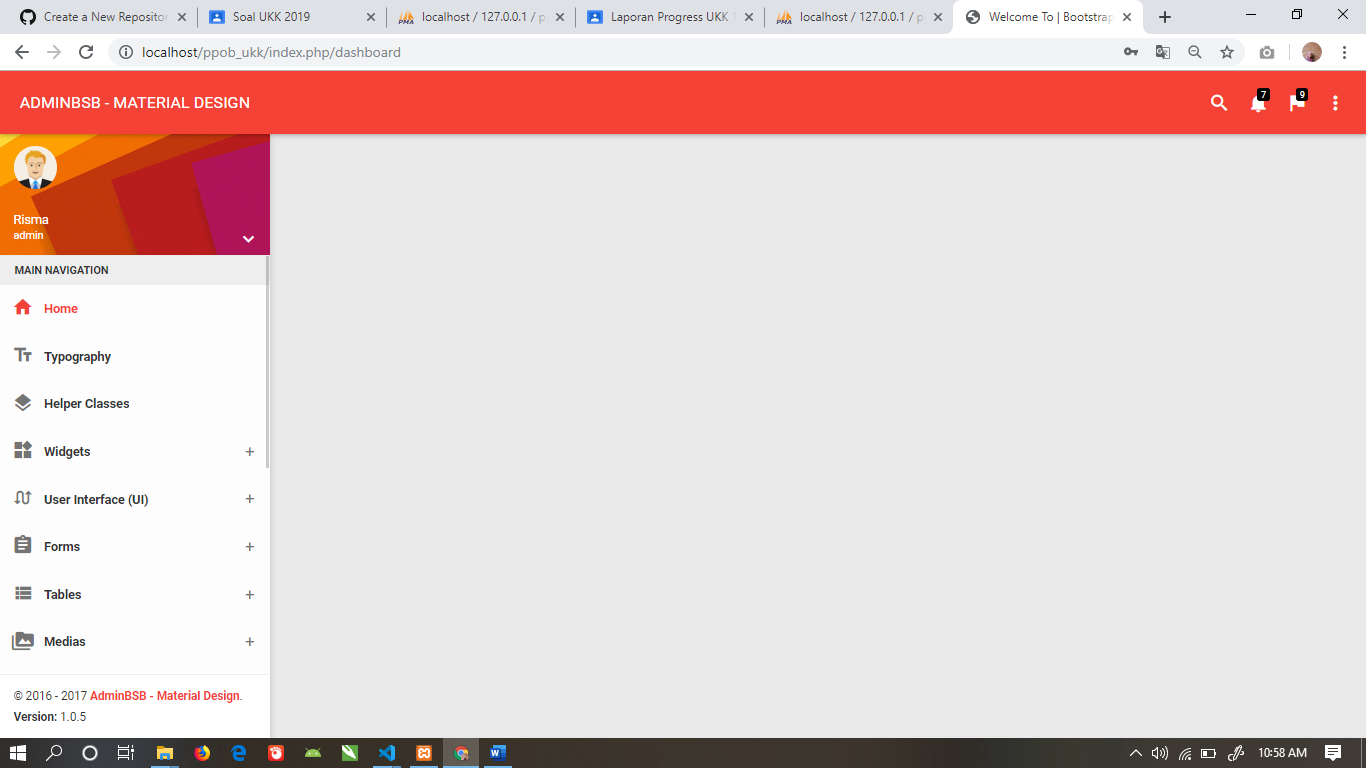 Create a New Repositor
Soal UKK 2019
localhost / 127.0.0.1 / p
Laporan Progress UKK 1
localhost / 127.0.0.1 / p
Welcome To | Bootstrap
localhost/ppob_ukk/index.php/dashboard
ADMINBSB - MATERIAL DESIGN
7
9
Risma
admin
MAIN NAVIGATION
Home
Typography
Helper Classes
Widgets
User Interface (UI)
Forms
Tables
Medias
© 2016 - 2017 AdminBSB - Material Design.
Version: 1.0.5
10:58 AM